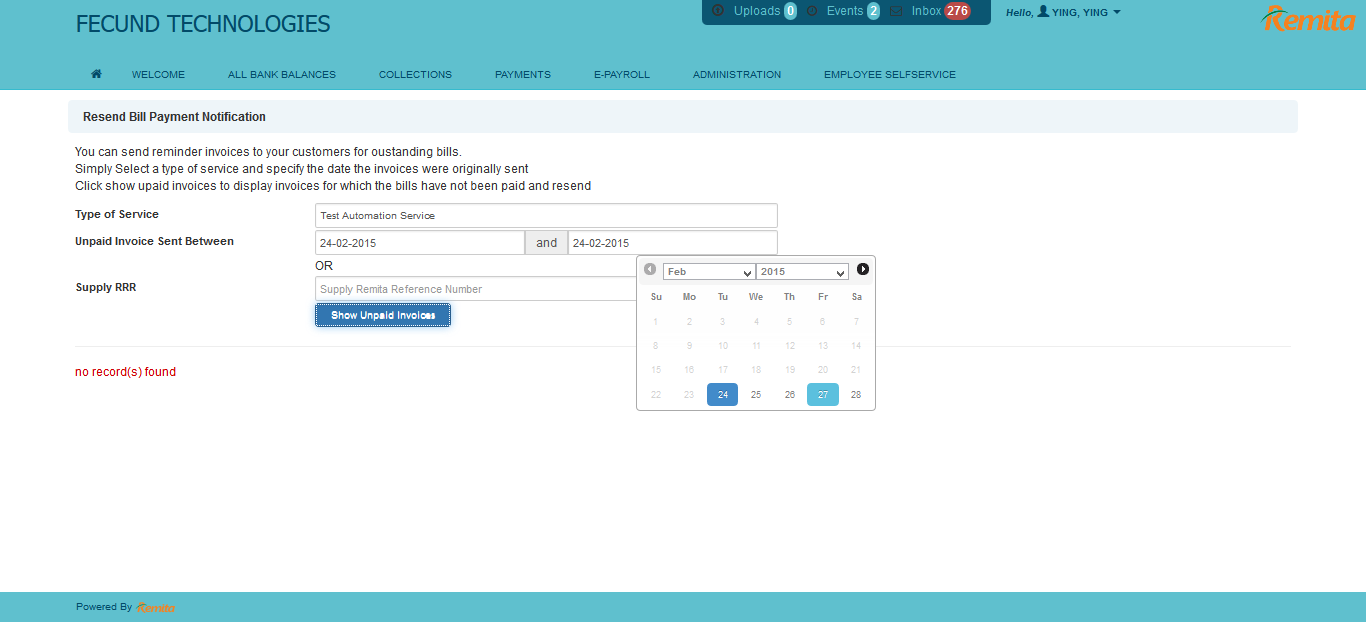 FECUND TECHNOLOGIES
Uploads 0 Events 2 Inbox 276
Hello, YING, YING
Remita
WELCOME ALL BANK BALANCES COLLECTIONS PAYMENTS E-PAYROLL ADMINISTRATION EMPLOYEE SELFSERVICE
Resend Bill Payment Notification
You can send reminder invoices to your customers for oustanding bills.
Simply Select a type of service and specify the date the invoices were originally sent
Click show upaid invoices to display invoices for which the bills have not been paid and resend
Type of Service Test Automation Service
Unpaid Invoice Sent Between 24-02-2015 and 24-02-2015
OR
Supply RRR Supply Remita Reference Number
Show Unpaid Invoices
Feb 2015
Su Mo Tu We Th Fr Sa
1 2 3 4 5 6 7
8 9 10 11 12 13 14
15 16 17 18 19 20 21
22 23 24 25 26 27 28
no record(s) found
Powered By Remita